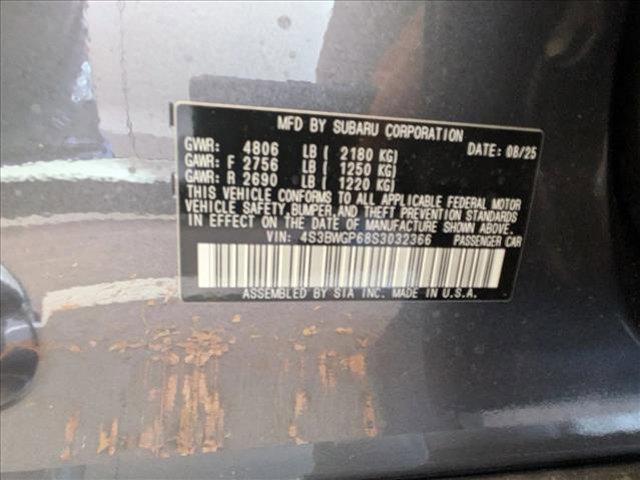 MFD BY SUBARU CORPORATION
GVWR: 4806 LB ( 2180 KG) DATE: 08/25
GAWR: F 2756 LB ( 1250 KG)
GAWR: R 2690 LB ( 1220 KG)
THIS VEHICLE CONFORMS TO ALL APPLICABLE FEDERAL MOTOR
VEHICLE SAFETY, BUMPER, AND THEFT PREVENTION STANDARDS
IN EFFECT ON THE DATE OF MANUFACTURE SHOWN ABOVE.
VIN: 4S3BWGP68S3032366 PASSENGER CAR
ASSEMBLED BY SIA INC. MADE IN U.S.A.